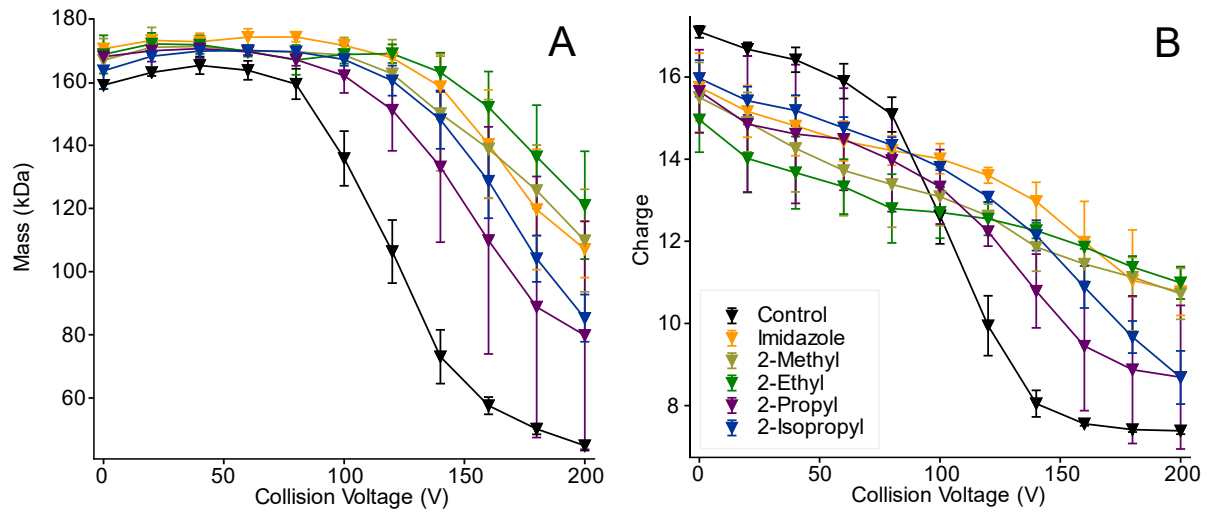 A
180
160
140
120
100
80
60
Mass (kDa)
0
50
100
150
200
Collision Voltage (V)
B
16
14
12
10
8
Charge
Control
Imidazole
2-Methyl
2-Ethyl
2-Propyl
2-Isopropyl
0
50
100
150
200
Collision Voltage (V)